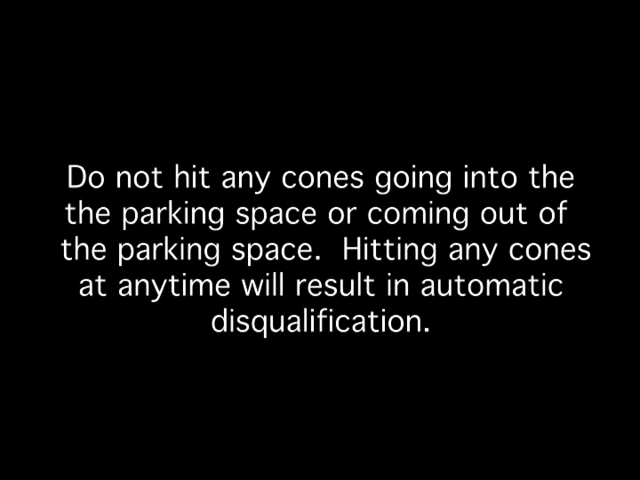 Do not hit any cones going into the
the parking space or coming out of
the parking space.  Hitting any cones
at anytime will result in automatic
disqualification.